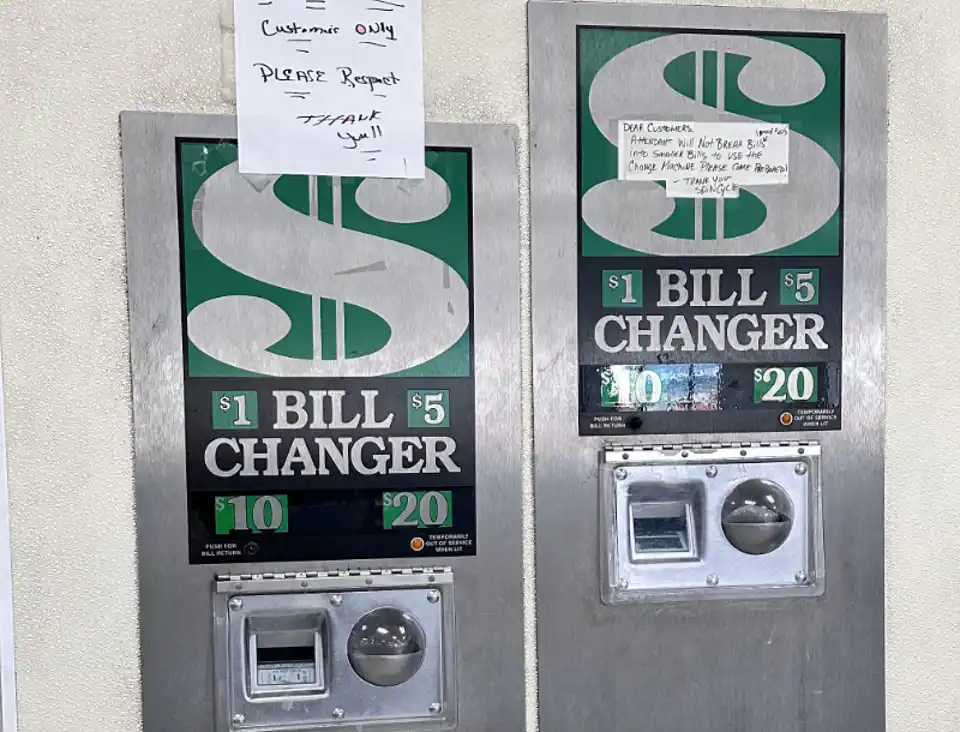 Customer Only
PLEASE Respect
THANK
you!!
$1 BILL $5
CHANGER
$10 $20
PUSH FOR
BILL RETURN
TEMPORARILY
OUT OF SERVICE
WHEN LIT
DEAR CUSTOMERS,
ATTENDANT Will NOT BREAK Bills
into SMALLER Bills to USE the
CHANGE MACHINE PLEASE COME PREPARED!
- THANK YOU
SPIN CYCLE
$1 BILL $5
CHANGER
$10 $20
PUSH FOR
BILL RETURN
TEMPORARILY
OUT OF SERVICE
WHEN LIT